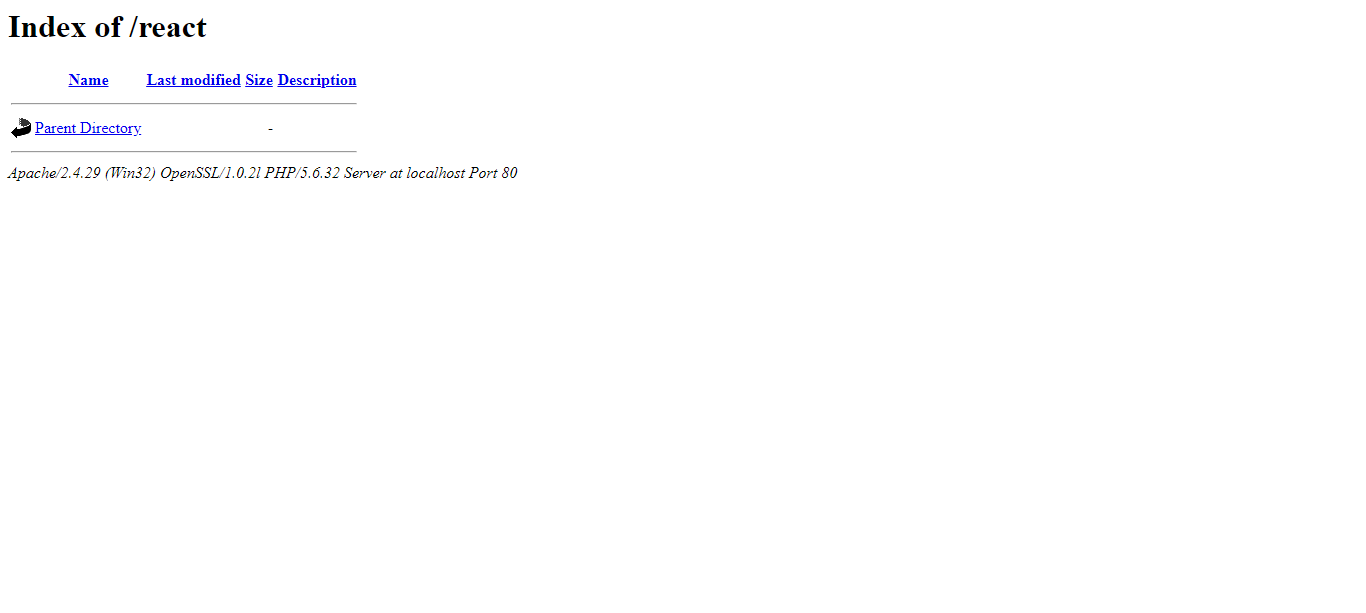 Index of /react
Name Last modified Size Description
Parent Directory -
Apache/2.4.29 (Win32) OpenSSL/1.0.2l PHP/5.6.32 Server at localhost Port 80